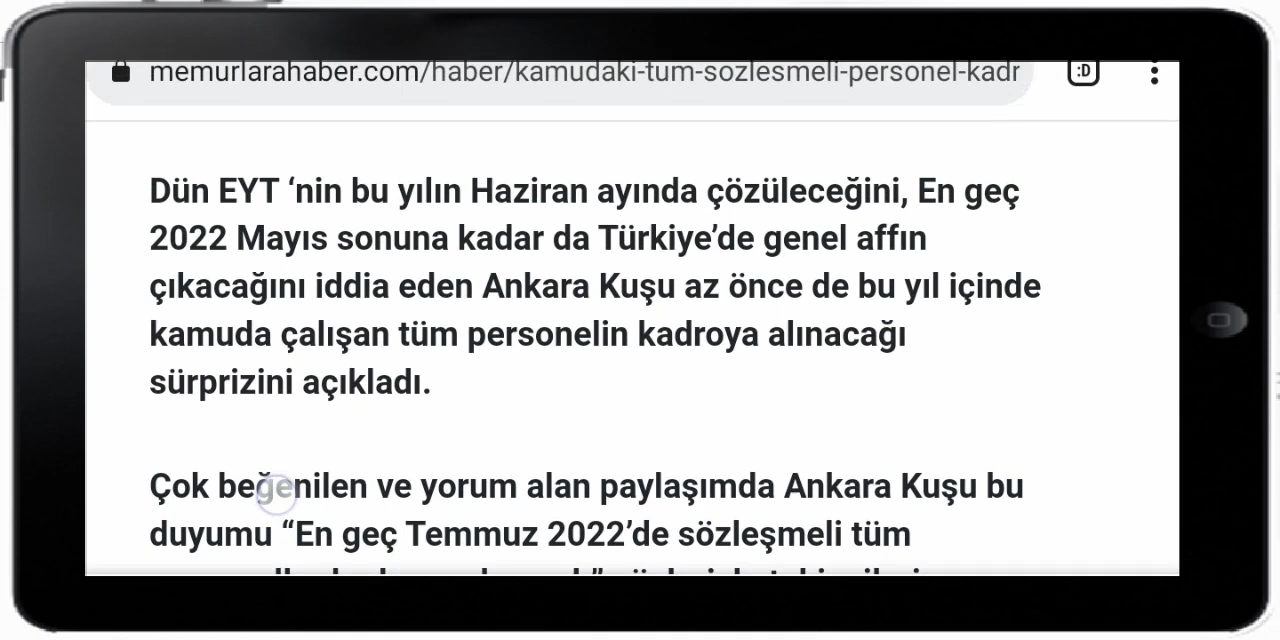 memurlarahaber.com/haber/kamudaki-tum-sozlesmeli-personel-kadr
:D
Dün EYT ‘nin bu yılın Haziran ayında çözüleceğini, En geç
2022 Mayıs sonuna kadar da Türkiye’de genel affın
çıkacağını iddia eden Ankara Kuşu az önce de bu yıl içinde
kamuda çalışan tüm personelin kadroya alınacağı
sürprizini açıkladı.
Çok beğenilen ve yorum alan paylaşımda Ankara Kuşu bu
duyumu “En geç Temmuz 2022’de sözleşmeli tüm